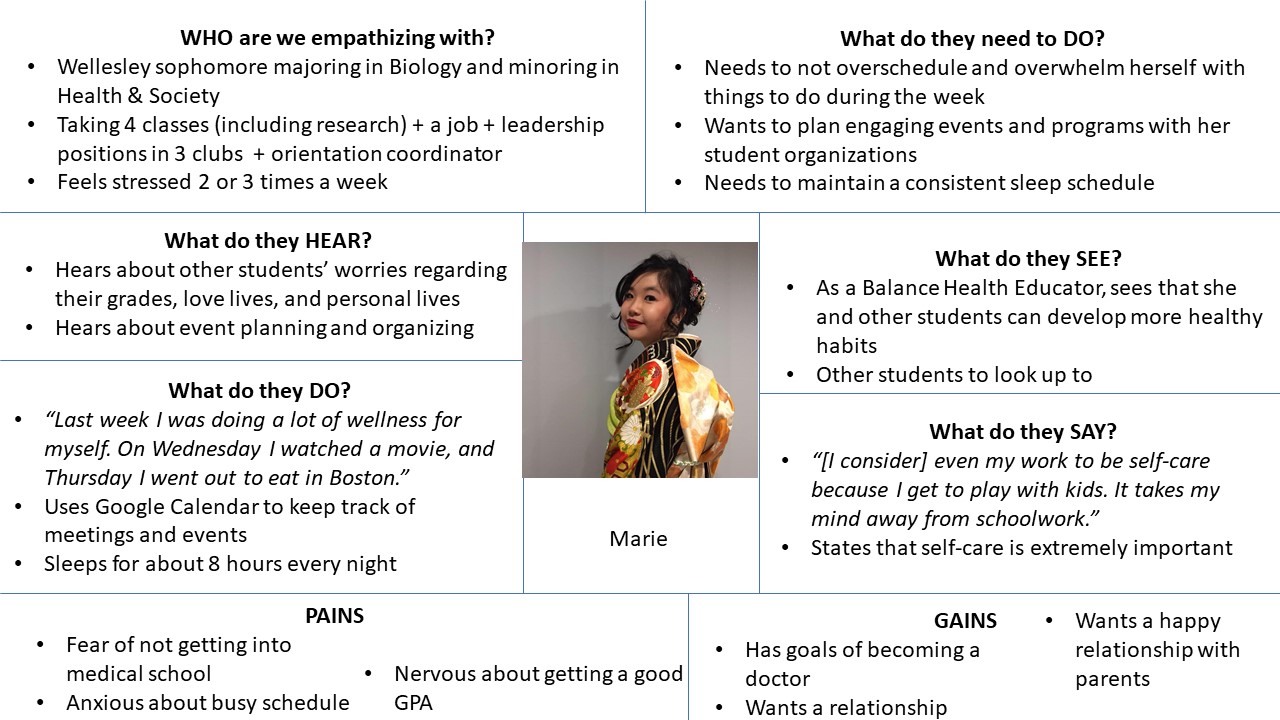 WHO are we empathizing with?
• Wellesley sophomore majoring in Biology and minoring in
Health & Society
• Taking 4 classes (including research) + a job + leadership
positions in 3 clubs + orientation coordinator
• Feels stressed 2 or 3 times a week
What do they need to DO?
• Needs to not overschedule and overwhelm herself with
things to do during the week
• Wants to plan engaging events and programs with her
student organizations
• Needs to maintain a consistent sleep schedule
What do they HEAR?
• Hears about other students’ worries regarding
their grades, love lives, and personal lives
• Hears about event planning and organizing
What do they SEE?
• As a Balance Health Educator, sees that she
and other students can develop more healthy
habits
• Other students to look up to
What do they DO?
• “Last week I was doing a lot of wellness for
myself. On Wednesday I watched a movie, and
Thursday I went out to eat in Boston.”
• Uses Google Calendar to keep track of
meetings and events
• Sleeps for about 8 hours every night
Marie
What do they SAY?
• “[I consider] even my work to be self-care
because I get to play with kids. It takes my
mind away from schoolwork.”
• States that self-care is extremely important
PAINS
• Fear of not getting into
medical school
• Anxious about busy schedule
• Nervous about getting a good
GPA
GAINS
• Has goals of becoming a
doctor
• Wants a relationship
• Wants a happy
relationship with
parents